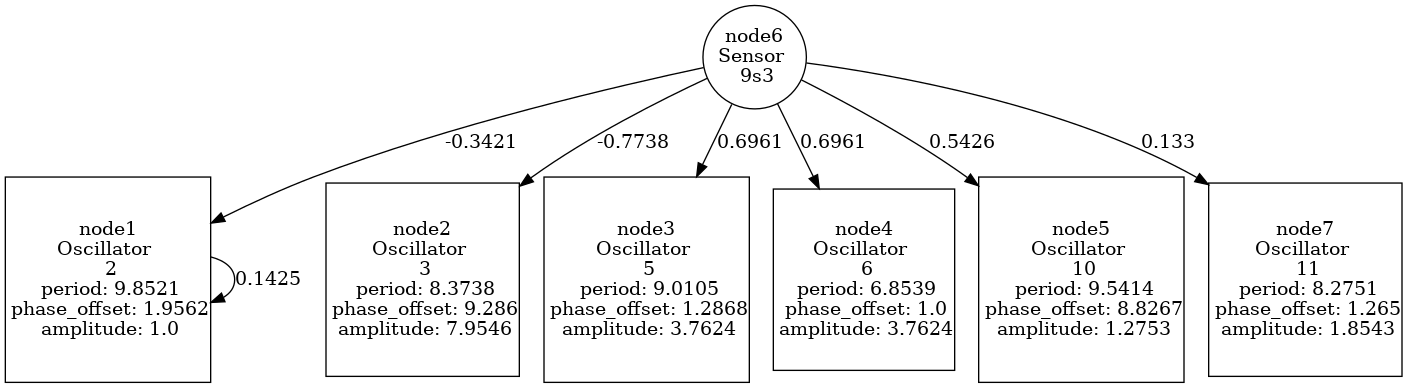 node6
Sensor
9s3
-0.3421
-0.7738
0.6961
0.6961
0.5426
0.133
node1
Oscillator
2
period: 9.8521
phase_offset: 1.9562
amplitude: 1.0
0.1425
node2
Oscillator
3
period: 8.3738
phase_offset: 9.286
amplitude: 7.9546
node3
Oscillator
5
period: 9.0105
phase_offset: 1.2868
amplitude: 3.7624
node4
Oscillator
6
period: 6.8539
phase_offset: 1.0
amplitude: 3.7624
node5
Oscillator
10
period: 9.5414
phase_offset: 8.8267
amplitude: 1.2753
node7
Oscillator
11
period: 8.2751
phase_offset: 1.265
amplitude: 1.8543